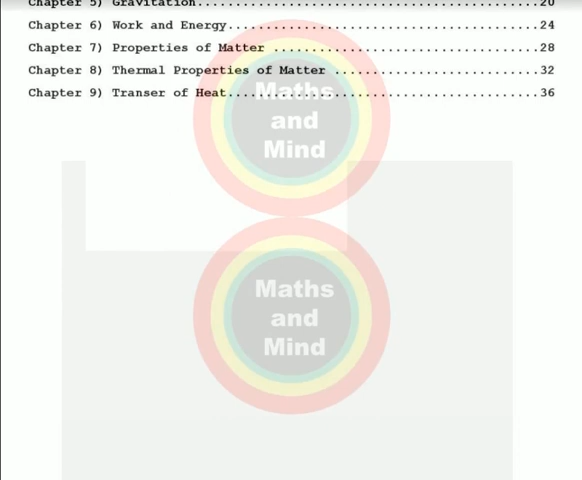 Chapter 5) Gravitation..........................................20
Chapter 6) Work and Energy......................................24
Chapter 7) Properties of Matter ................................28
Chapter 8) Thermal Properties of Matter ........................32
Chapter 9) Transer of Heat......................................36
Maths
and
Mind
Maths
and
Mind